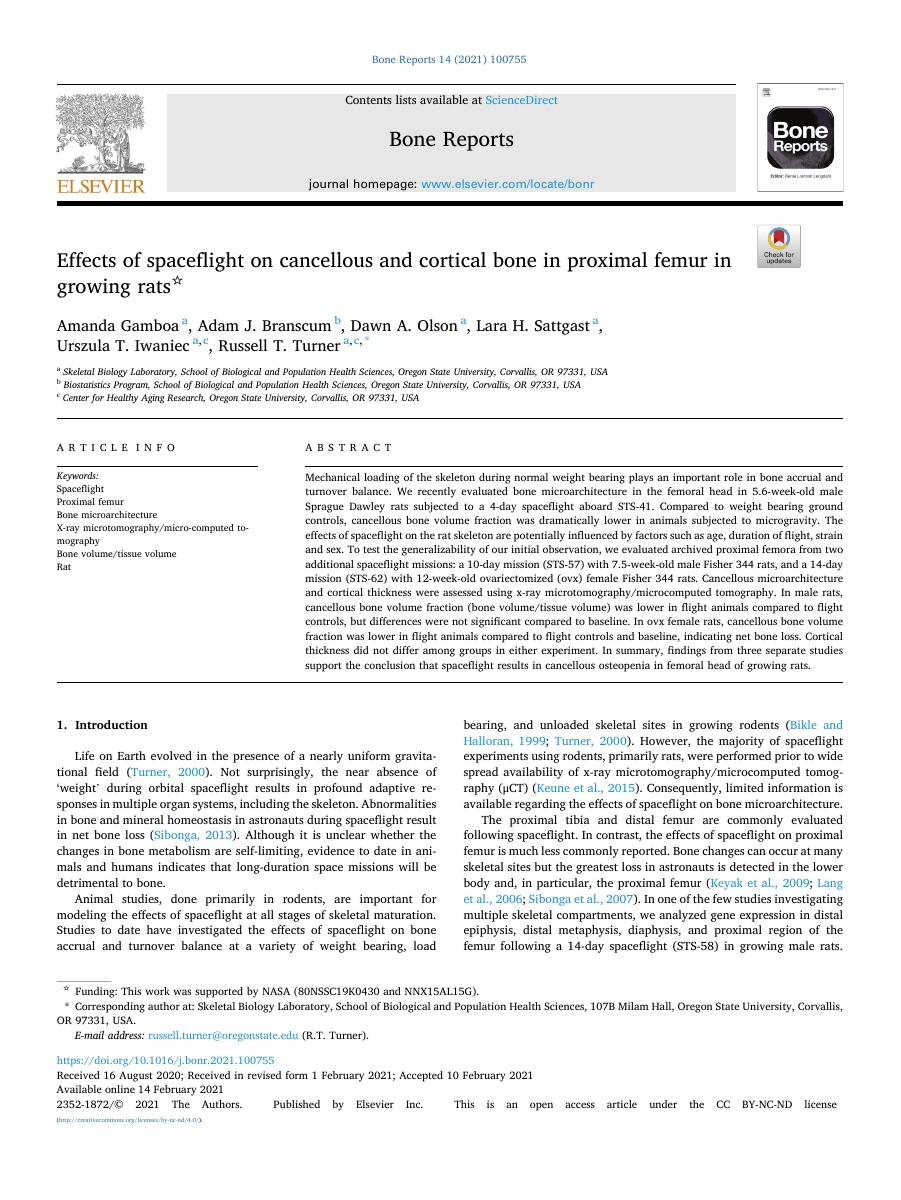 Bone Reports 14 (2021) 100755
ELSEVIER
Contents lists available at ScienceDirect
Bone Reports
journal homepage: www.elsevier.com/locate/bonr
Bone
Reports
Check for
updates
Effects of spaceflight on cancellous and cortical bone in proximal femur in
growing rats☆
Amanda Gamboa a, Adam J. Branscum b, Dawn A. Olson a, Lara H. Sattgast a,
Urszula T. Iwaniec a,c, Russell T. Turner a,c,*
a Skeletal Biology Laboratory, School of Biological and Population Health Sciences, Oregon State University, Corvallis, OR 97331, USA
b Biostatistics Program, School of Biological and Population Health Sciences, Oregon State University, Corvallis, OR 97331, USA
c Center for Healthy Aging Research, Oregon State University, Corvallis, OR 97331, USA
ARTICLE INFO
Keywords:
Spaceflight
Proximal femur
Bone microarchitecture
X-ray microtomography/micro-computed to-
mography
Bone volume/tissue volume
Rat
ABSTRACT
Mechanical loading of the skeleton during normal weight bearing plays an important role in bone accrual and
turnover balance. We recently evaluated bone microarchitecture in the femoral head in 5.6-week-old male
Sprague Dawley rats subjected to a 4-day spaceflight aboard STS-41. Compared to weight bearing ground
controls, cancellous bone volume fraction was dramatically lower in animals subjected to microgravity. The
effects of spaceflight on the rat skeleton are potentially influenced by factors such as age, duration of flight, strain
and sex. To test the generalizability of our initial observation, we evaluated archived proximal femora from two
additional spaceflight missions: a 10-day mission (STS-57) with 7.5-week-old male Fisher 344 rats, and a 14-day
mission (STS-62) with 12-week-old ovariectomized (ovx) female Fisher 344 rats. Cancellous microarchitecture
and cortical thickness were assessed using x-ray microtomography/microcomputed tomography. In male rats,
cancellous bone volume fraction (bone volume/tissue volume) was lower in flight animals compared to flight
controls, but differences were not significant compared to baseline. In ovx female rats, cancellous bone volume
fraction was lower in flight animals compared to flight controls and baseline, indicating net bone loss. Cortical
thickness did not differ among groups in either experiment. In summary, findings from three separate studies
support the conclusion that spaceflight results in cancellous osteopenia in femoral head of growing rats.
1. Introduction
Life on Earth evolved in the presence of a nearly uniform gravita-
tional field (Turner, 2000). Not surprisingly, the near absence of
‘weight’ during orbital spaceflight results in profound adaptive re-
sponses in multiple organ systems, including the skeleton. Abnormalities
in bone and mineral homeostasis in astronauts during spaceflight result
in net bone loss (Sibonga, 2013). Although it is unclear whether the
changes in bone metabolism are self-limiting, evidence to date in ani-
mals and humans indicates that long-duration space missions will be
detrimental to bone.
Animal studies, done primarily in rodents, are important for
modeling the effects of spaceflight at all stages of skeletal maturation.
Studies to date have investigated the effects of spaceflight on bone
accrual and turnover balance at a variety of weight bearing, load
bearing, and unloaded skeletal sites in growing rodents (Bikle and
Halloran, 1999; Turner, 2000). However, the majority of spaceflight
experiments using rodents, primarily rats, were performed prior to wide
spread availability of x-ray microtomography/microcomputed tomog-
raphy (μCT) (Keune et al., 2015). Consequently, limited information is
available regarding the effects of spaceflight on bone microarchitecture.
The proximal tibia and distal femur are commonly evaluated
following spaceflight. In contrast, the effects of spaceflight on proximal
femur is much less commonly reported. Bone changes can occur at many
skeletal sites but the greatest loss in astronauts is detected in the lower
body and, in particular, the proximal femur (Keyak et al., 2009; Lang
et al., 2006; Sibonga et al., 2007). In one of the few studies investigating
multiple skeletal compartments, we analyzed gene expression in distal
epiphysis, distal metaphysis, diaphysis, and proximal region of the
femur following a 14-day spaceflight (STS-58) in growing male rats.
☆ Funding: This work was supported by NASA (80NSSC19K0430 and NNX15AL15G).
* Corresponding author at: Skeletal Biology Laboratory, School of Biological and Population Health Sciences, 107B Milam Hall, Oregon State University, Corvallis,
OR 97331, USA.
E-mail address: russell.turner@oregonstate.edu (R.T. Turner).
https://doi.org/10.1016/j.bonr.2021.100755
Received 16 August 2020; Received in revised form 1 February 2021; Accepted 10 February 2021
Available online 14 February 2021
2352-1872/© 2021 The Authors. Published by Elsevier Inc. This is an open access article under the CC BY-NC-ND license
(http://creativecommons.org/licenses/by-nc-nd/4.0/).